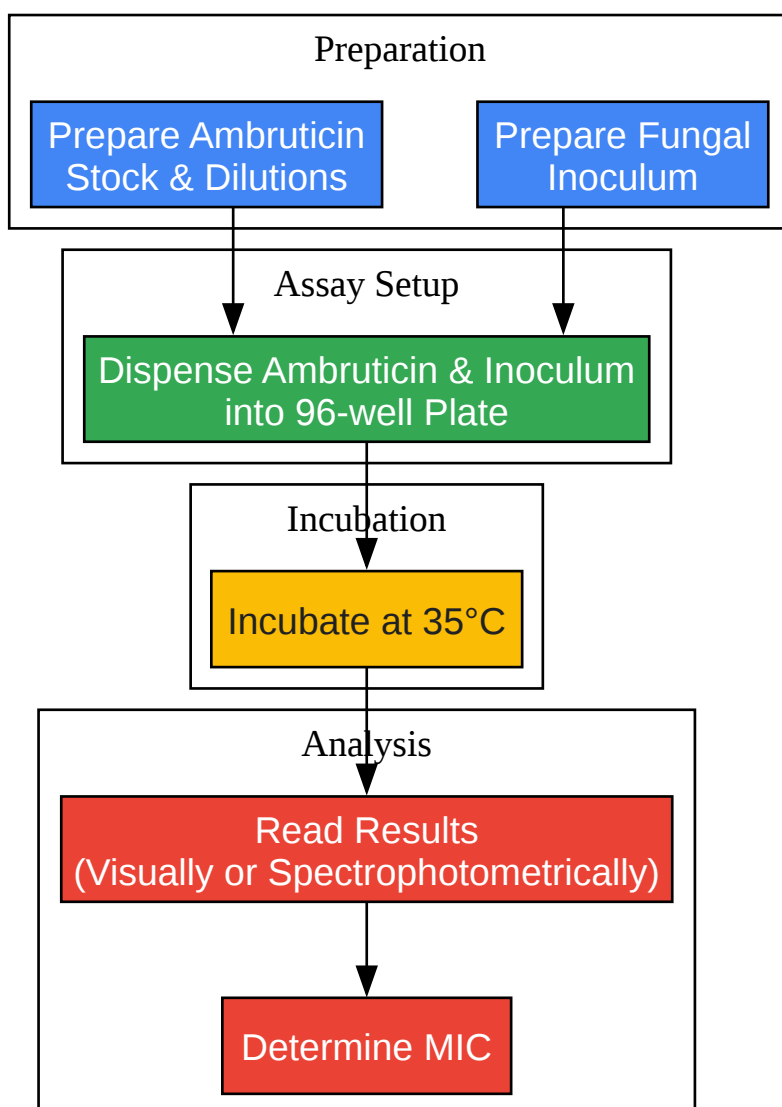 Preparation
Prepare Ambruticin
Stock & Dilutions
Prepare Fungal
Inoculum
Assay Setup
Dispense Ambruticin & Inoculum
into 96-well Plate
Incubation
Incubate at 35°C
Analysis
Read Results
(Visually or Spectrophotometrically)
Determine MIC